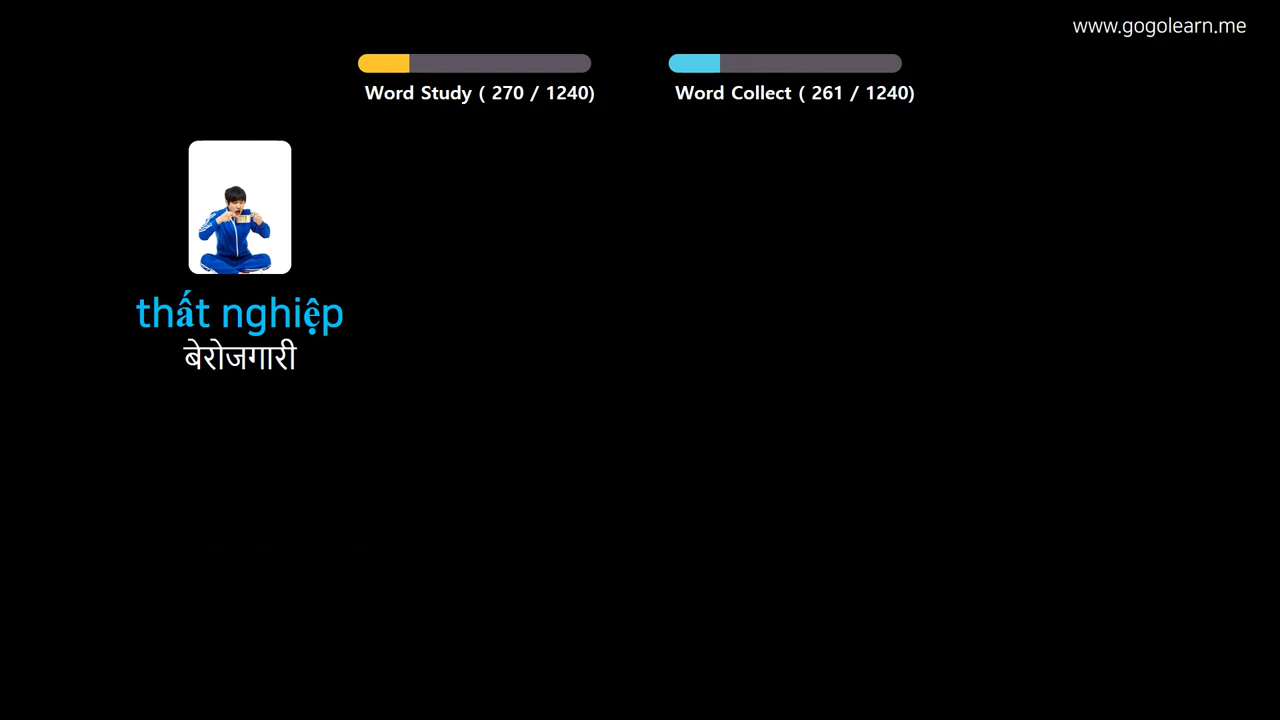 www.gogolearn.me
Word Study ( 270 / 1240)
Word Collect ( 261 / 1240)
thất nghiệp
बेरोजगारी